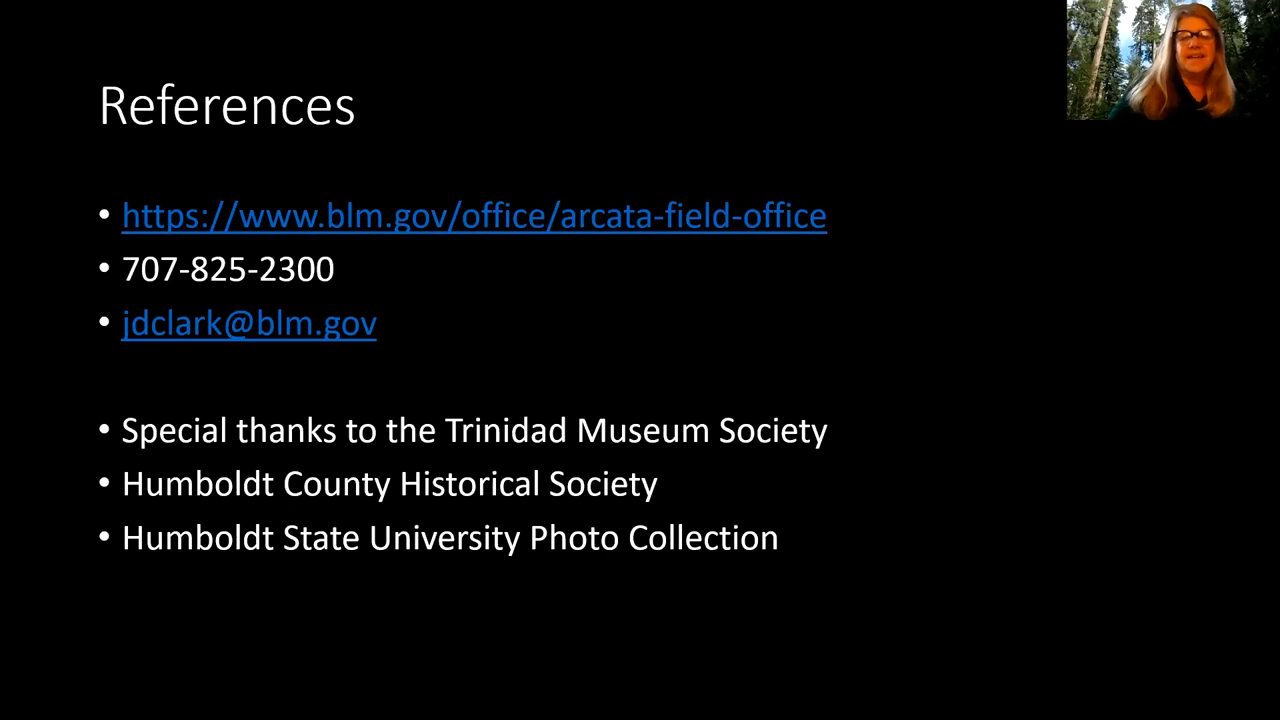 References
• https://www.blm.gov/office/arcata-field-office
• 707-825-2300
• jdclark@blm.gov
• Special thanks to the Trinidad Museum Society
• Humboldt County Historical Society
• Humboldt State University Photo Collection